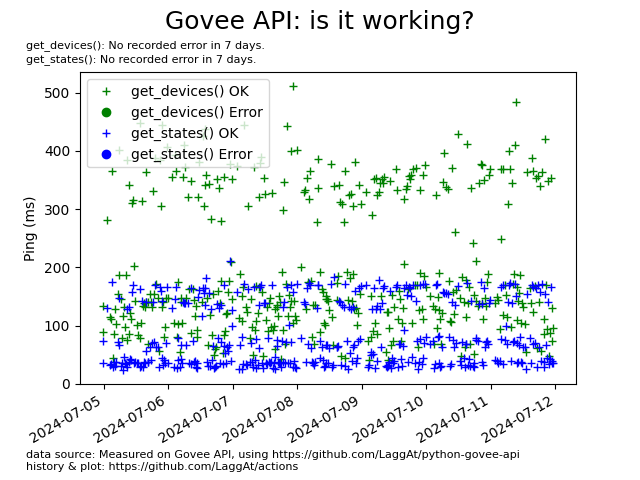 Govee API: is it working?
get_devices(): No recorded error in 7 days.
get_states(): No recorded error in 7 days.
get_devices() OK
get_devices() Error
get_states() OK
get_states() Error
Ping (ms)
500
400
300
200
100
0
2024-07-05
2024-07-06
2024-07-07
2024-07-08
2024-07-09
2024-07-10
2024-07-11
2024-07-12
data source: Measured on Govee API, using https://github.com/LaggAt/python-govee-api
history & plot: https://github.com/LaggAt/actions